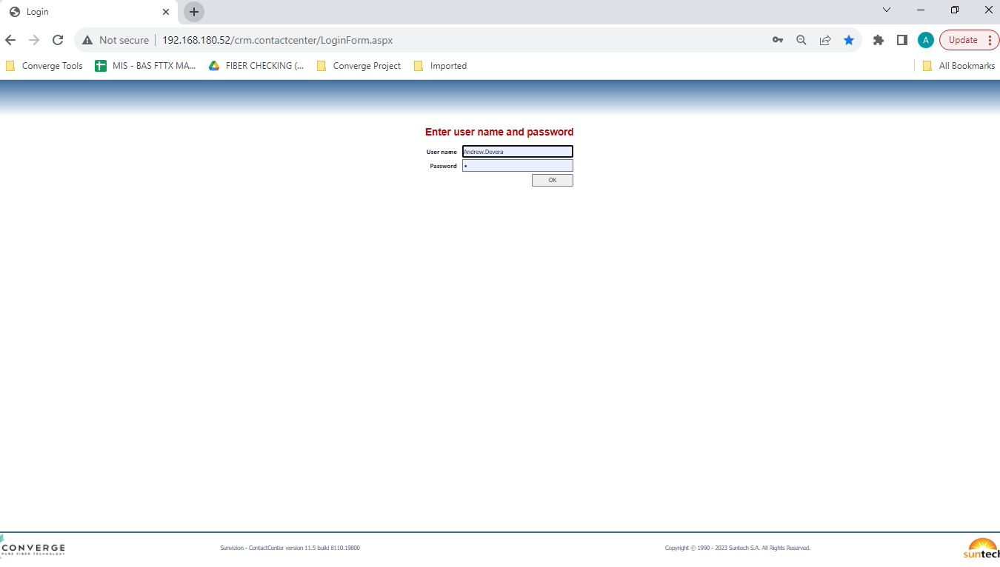 Login
Not secure 192.168.180.52/crm.contactcenter/LoginForm.aspx A Update
Converge Tools MIS - BAS FTTX MA... FIBER CHECKING (... Converge Project Imported All Bookmarks
Enter user name and password
User name Andrew.Devera
Password •
OK
CONVERGE
PURE FIBER TECHNOLOGY
Sunvizion - ContactCenter version 11.5 build 8110.19800
Copyright © 1990 - 2023 Suntech S.A. All Rights Reserved.
suntech